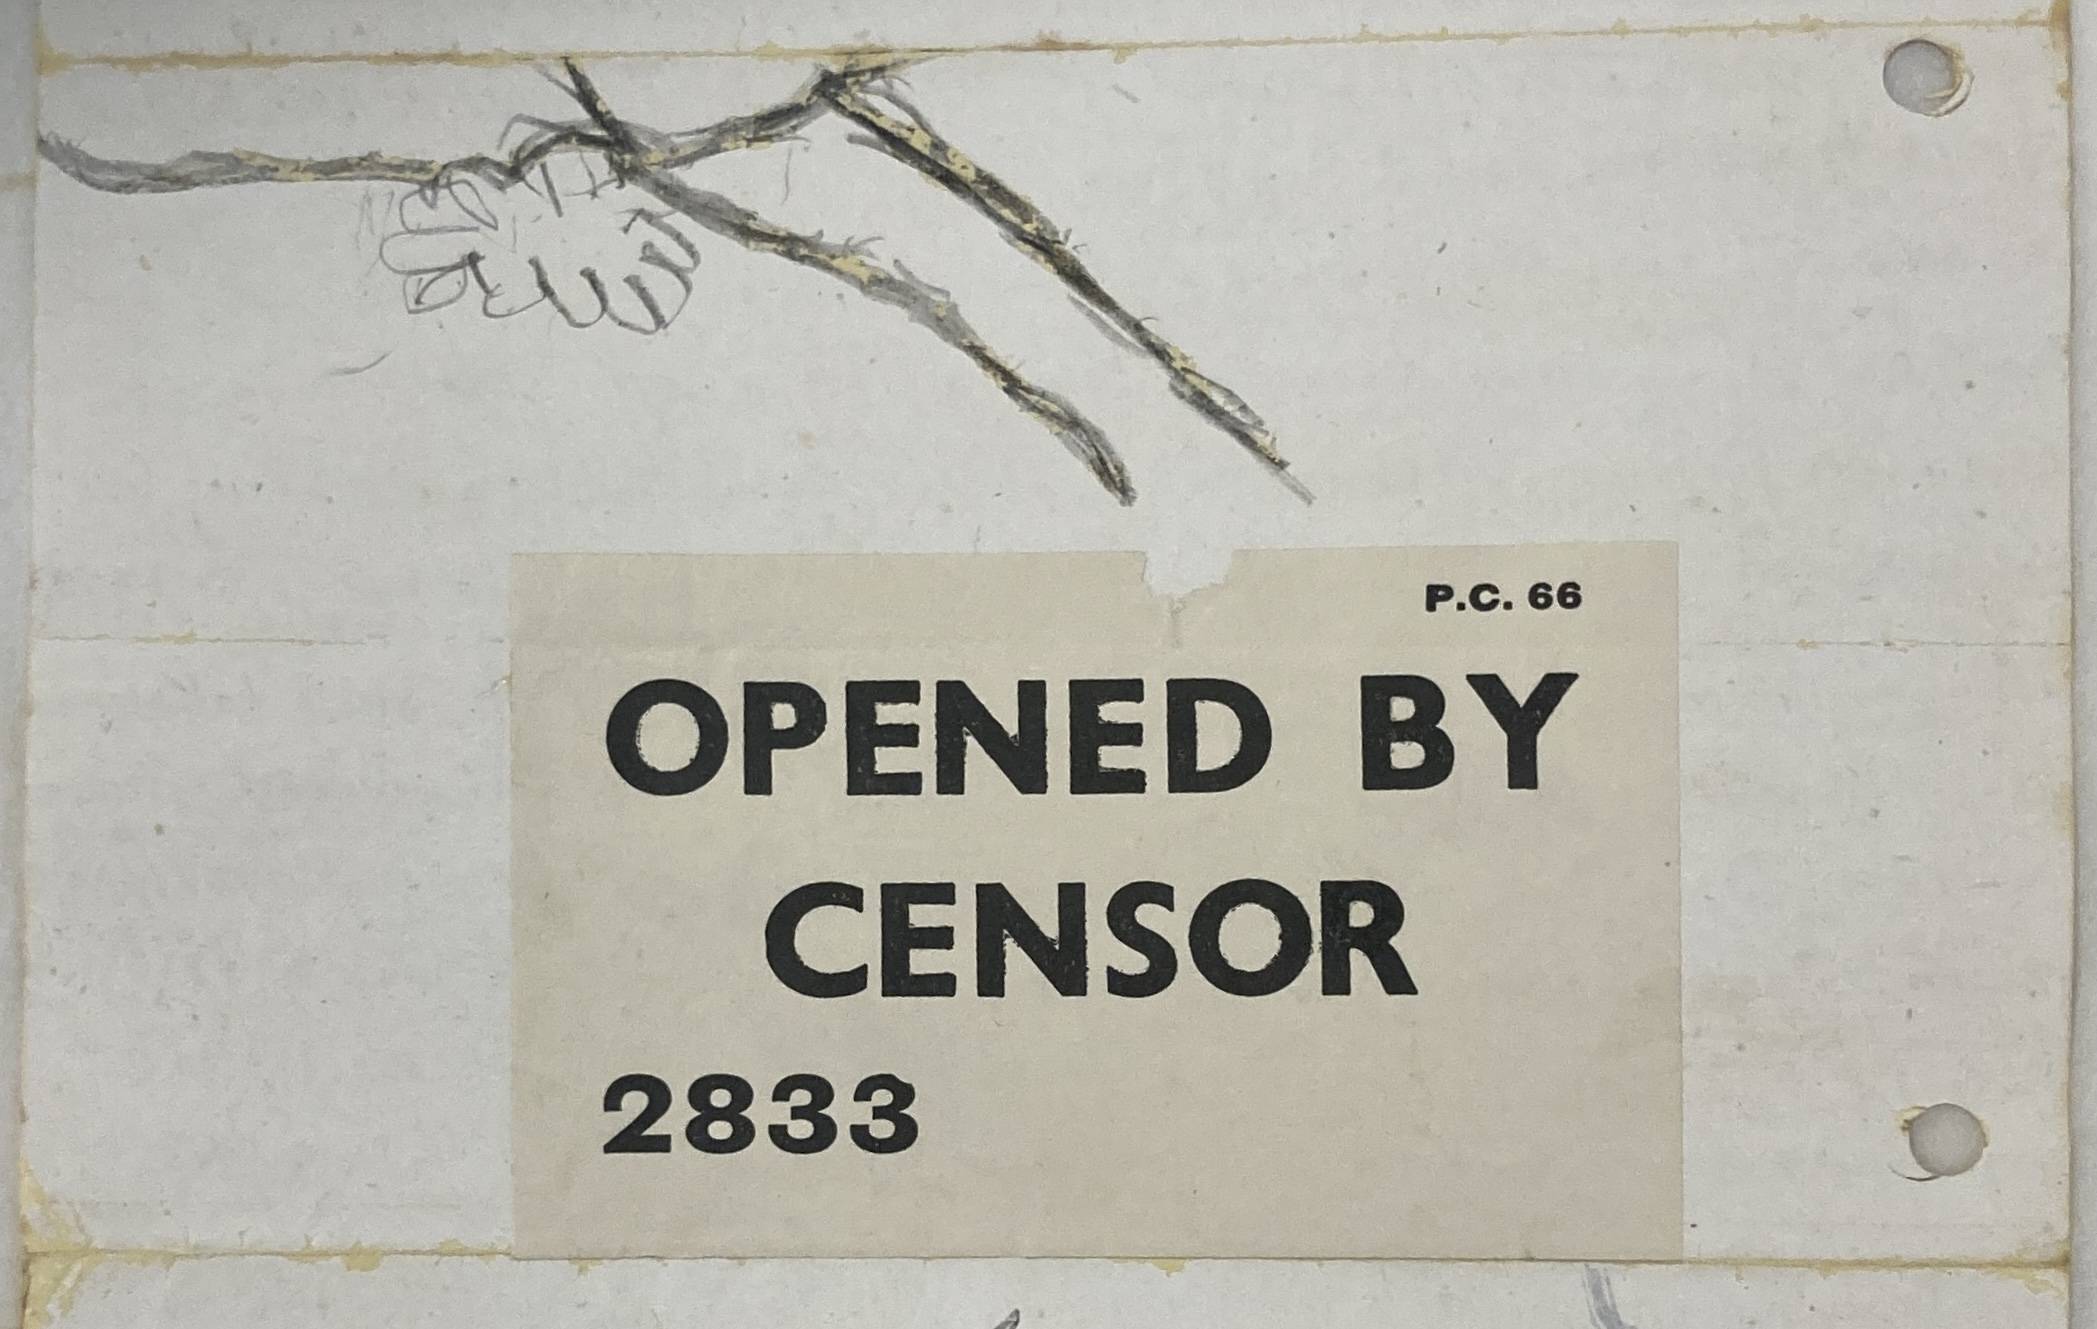 P.C. 66
OPENED BY
CENSOR
2833